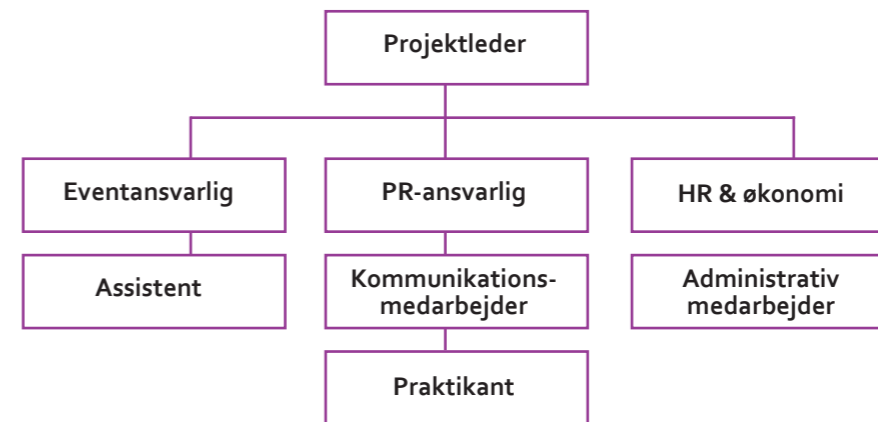 Projektleder
Eventansvarlig
PR-ansvarlig
HR & økonomi
Assistent
Kommunikations-
medarbejder
Administrativ
medarbejder
Praktikant